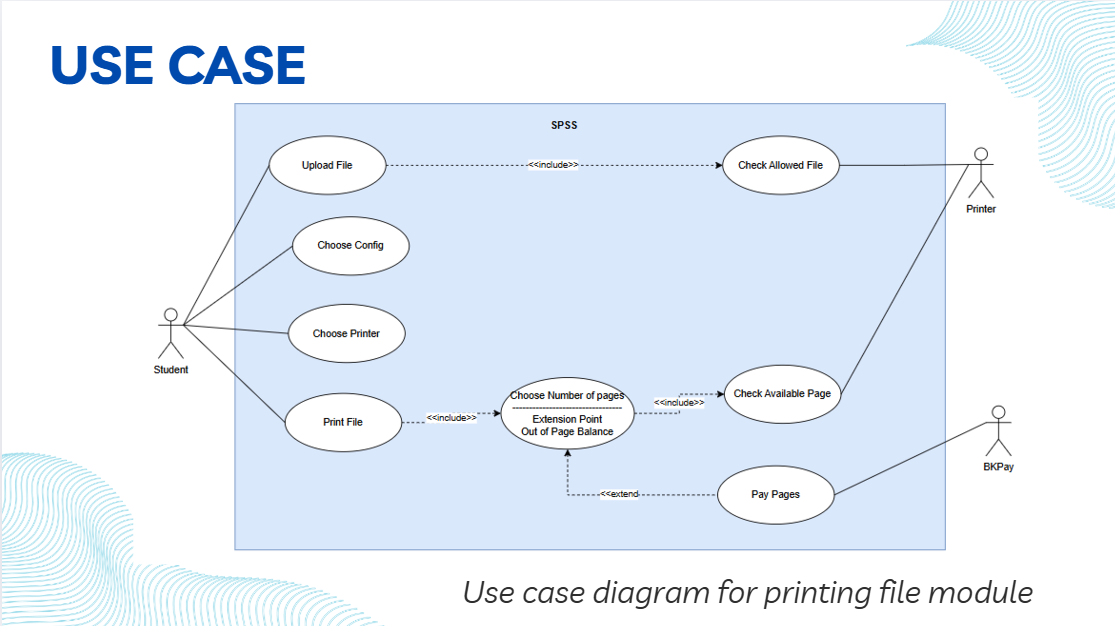 USE CASE
SPSS
Upload File
<<include>>
Check Allowed File
Printer
Choose Config
Student
Choose Printer
Print File
<<include>>
Choose Number of pages
Extension Point
Out of Page Balance
<<include>>
Check Available Page
BKPay
<<extend
Pay Pages
Use case diagram for printing file module